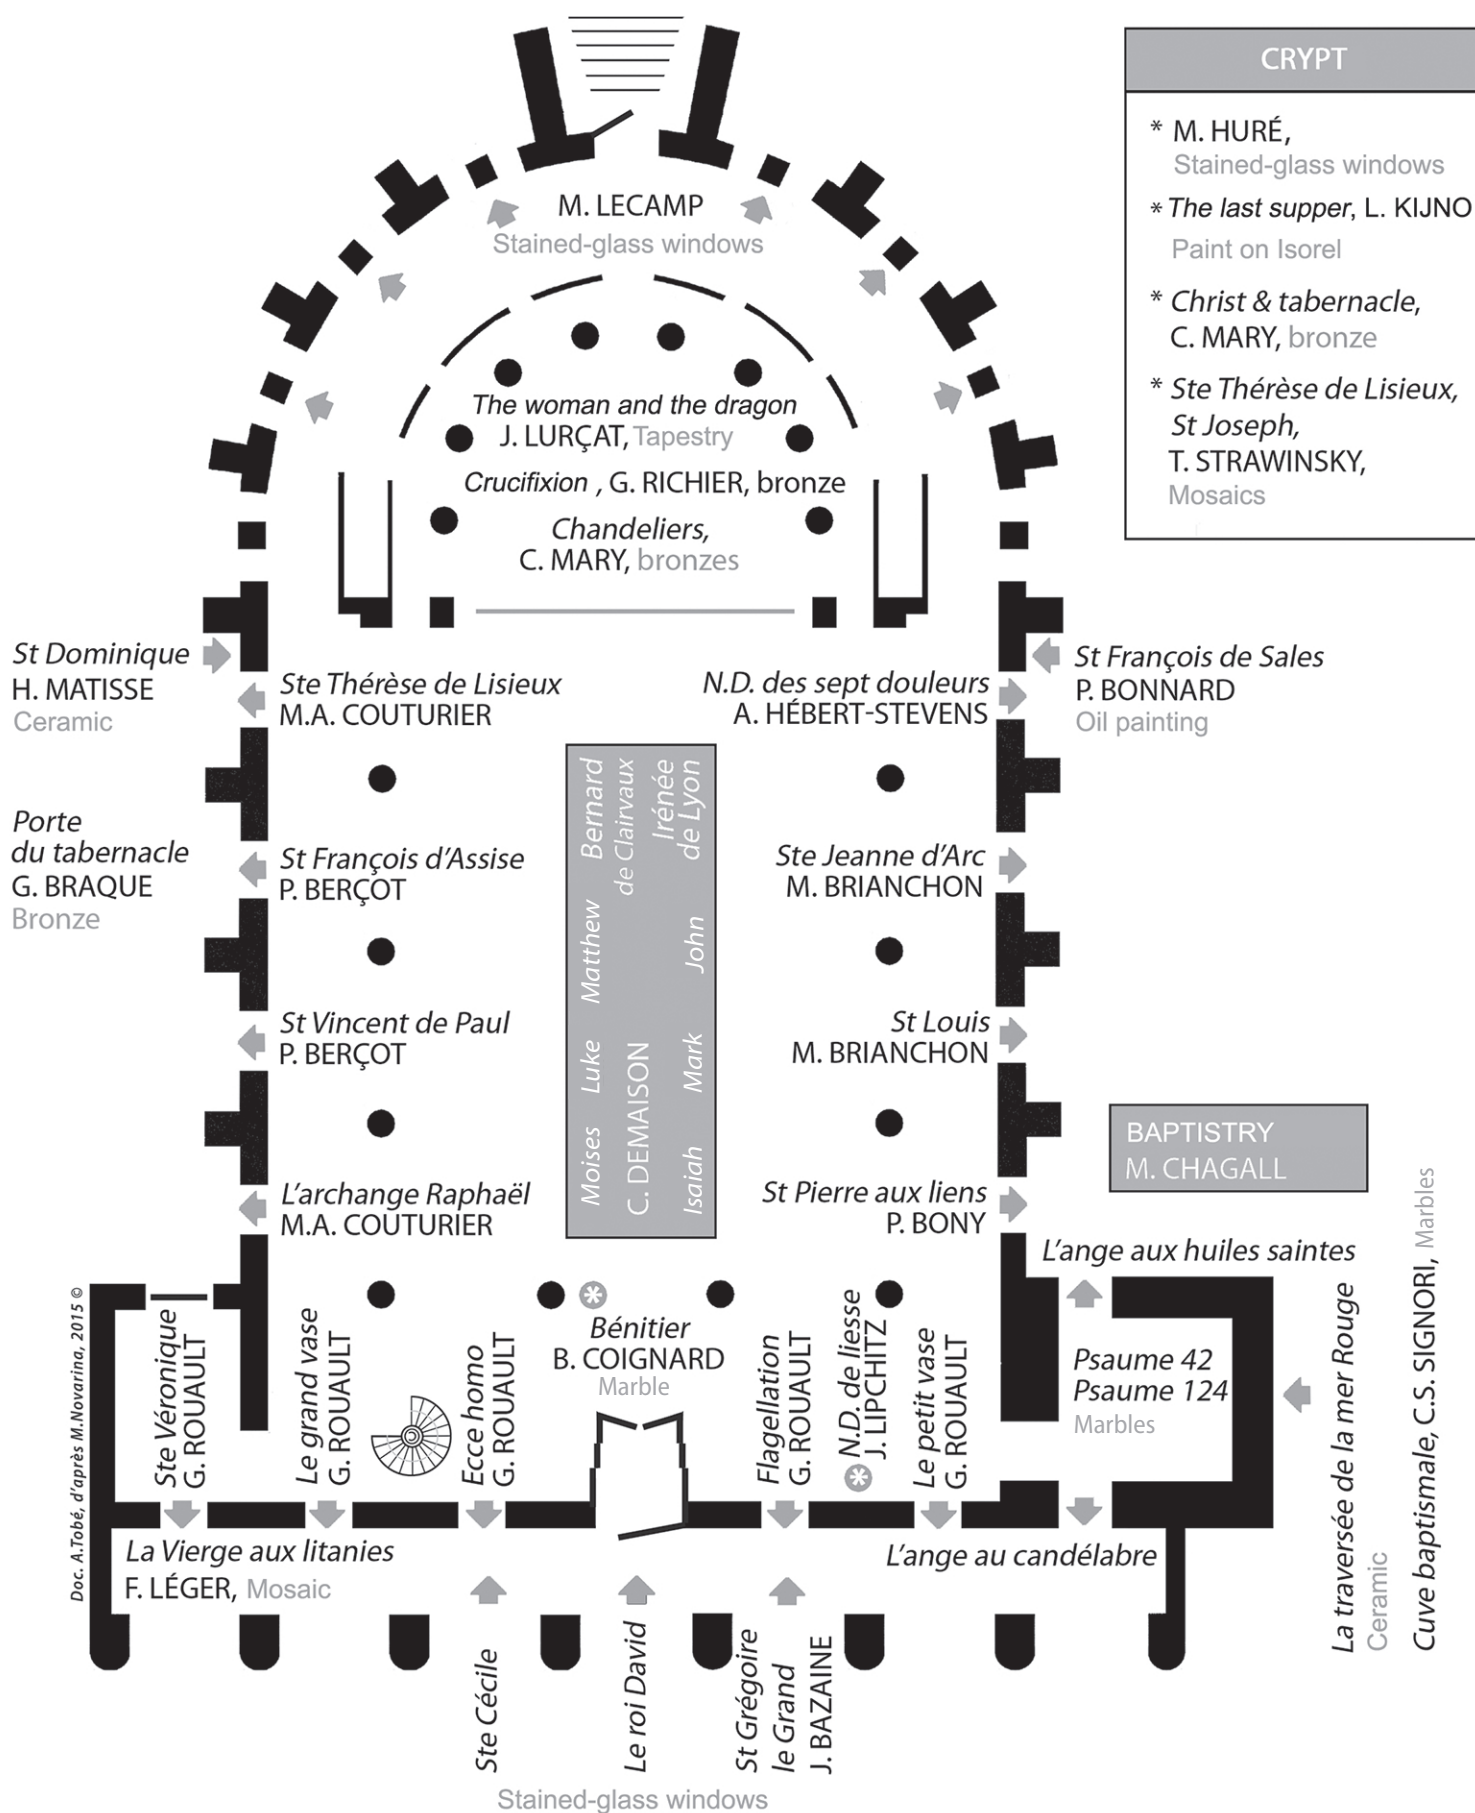 CRYPT
* M. HURÉ,
Stained-glass windows
* The last supper, L. KIJNO
Paint on Isorel
* Christ & tabernacle,
C. MARY, bronze
* Ste Thérèse de Lisieux,
St Joseph,
T. STRAWINSKY,
Mosaics
M. LECAMP
Stained-glass windows
The woman and the dragon
J. LURÇAT, Tapestry
Crucifixion , G. RICHIER, bronze
Chandeliers,
C. MARY, bronzes
St Dominique
H. MATISSE
Ceramic
Ste Thérèse de Lisieux
M.A. COUTURIER
N.D. des sept douleurs
A. HÉBERT-STEVENS
St François de Sales
P. BONNARD
Oil painting
Porte
du tabernacle
G. BRAQUE
Bronze
St François d'Assise
P. BERÇOT
Ste Jeanne d'Arc
M. BRIANCHON
St Vincent de Paul
P. BERÇOT
St Louis
M. BRIANCHON
L'archange Raphaël
M.A. COUTURIER
St Pierre aux liens
P. BONY
Moises Luke Matthew Bernard
de Clairvaux
C. DEMAISON
Irénée
de Lyon
Isaiah Mark John
BAPTISTRY
M. CHAGALL
L'ange aux huiles saintes
Psaume 42
Psaume 124
Marbles
L'ange au candélabre
La traversée de la mer Rouge
Ceramic
Cuve baptismale, C.S. SIGNORI, Marbles
Doc. A.Tobé, d'après M.Novarina, 2015 ©
Ste Véronique
G. ROUAULT
Le grand vase
G. ROUAULT
Ecce homo
G. ROUAULT
*
Bénitier
B. COIGNARD
Marble
Flagellation
G. ROUAULT
* N.D. de liesse
J. LIPCHITZ
Le petit vase
G. ROUAULT
La Vierge aux litanies
F. LÉGER, Mosaic
Ste Cécile
Le roi David
St Grégoire
le Grand
J. BAZAINE
Stained-glass windows